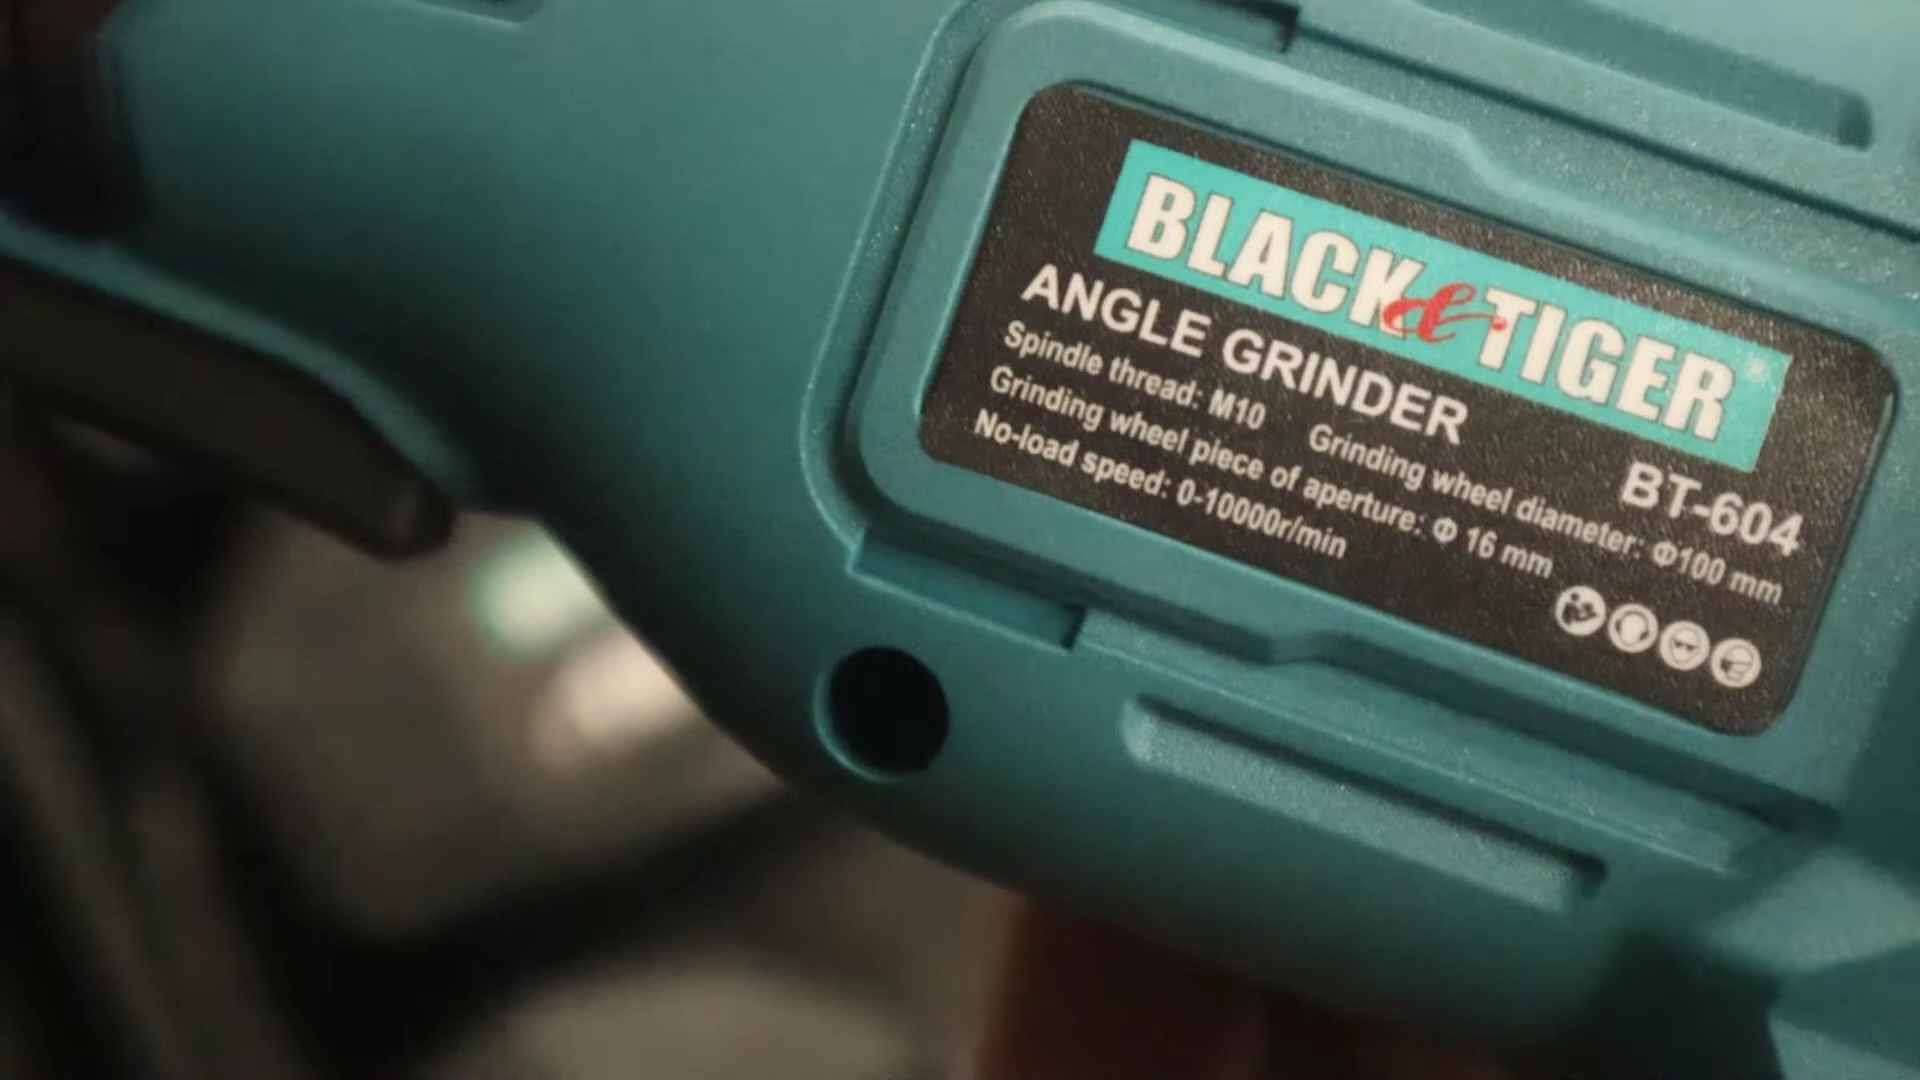 BLACK & TIGER®
ANGLE GRINDER BT-604
Spindle thread: M10 Grinding wheel diameter: Φ100 mm
Grinding wheel piece of aperture: Φ 16 mm
No-load speed: 0-10000r/min